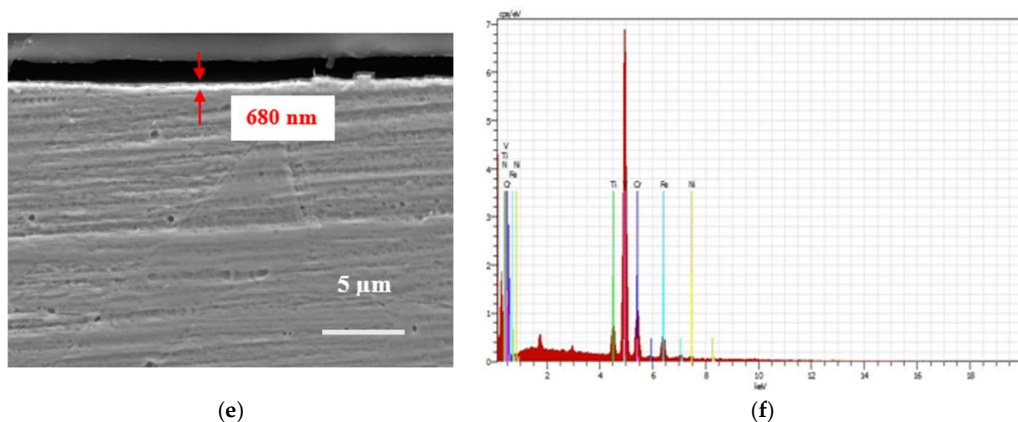 680 nm
5 µm
(e)
cps/eV
7
6
5
4
3
2
1
0
V
Ti
N Ni
Fe
Cr
Ti Cr Fe Ni
2 4 6 8 10 12 14 16 18
keV
(f)